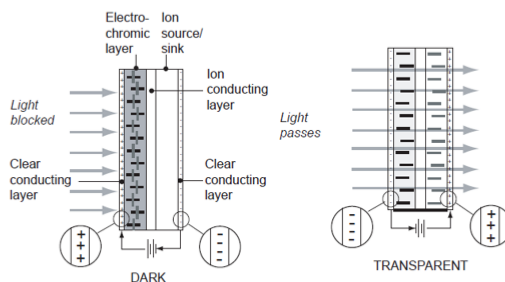 Electro-
chromic
layer
Ion
source/
sink
Ion
conducting
layer
Light
blocked
Clear
conducting
layer
Clear
conducting
layer
+
+
+
-
-
-
DARK
Light
passes
-
-
-
+
+
+
TRANSPARENT